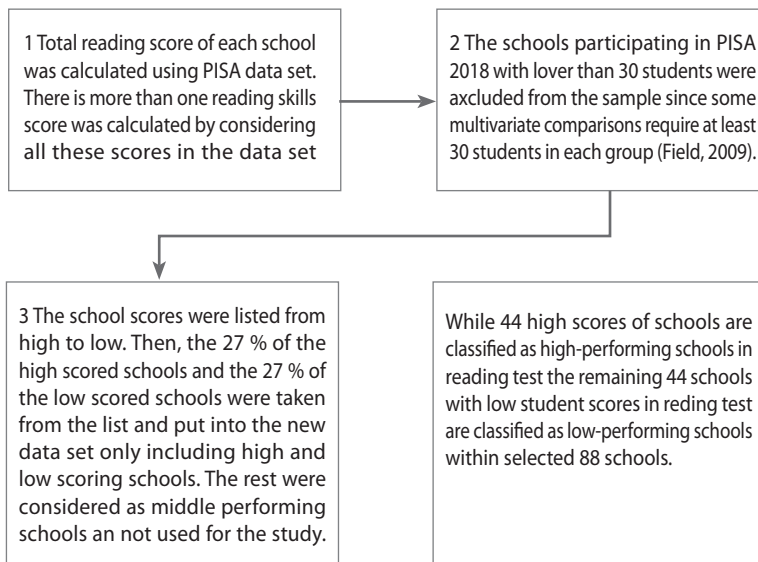 1 Total reading score of each school
was calculated using PISA data set.
There is more than one reading skills
score was calculated by considering
all these scores in the data set
2 The schools participating in PISA
2018 with lover than 30 students were
axcluded from the sample since some
multivariate comparisons require at least
30 students in each group (Field, 2009).
3 The school scores were listed from
high to low. Then, the 27 % of the
high scored schools and the 27 % of
the low scored schools were taken
from the list and put into the new
data set only including high and
low scoring schools. The rest were
considered as middle performing
schools an not used for the study.
While 44 high scores of schools are
classified as high-performing schools in
reading test the remaining 44 schools
with low student scores in reding test
are classified as low-performing schools
within selected 88 schools.